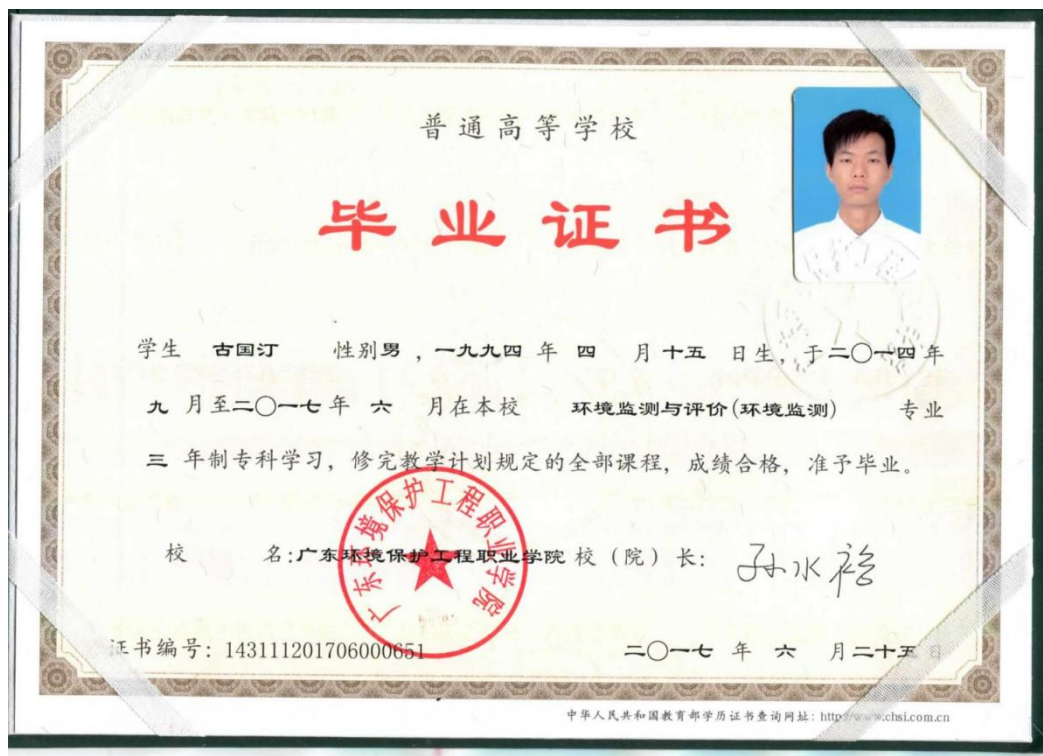 普通高等学校
毕业证书
学生 古国汀 性别男，一九九四 年 四 月十五 日生，于二〇一四年
九 月至二〇一七年 六 月在本校 环境监测与评价(环境监测) 专业
三 年制专科学习，修完教学计划规定的全部课程，成绩合格，准予毕业。
校 名:广东环境保护工程职业学院 校（院）长: 孙水裕
广东环境保护工程职业学院
证书编号: 143111201706000651 二〇一七 年 六 月二十五日
中华人民共和国教育部学历证书查询网址: http://www.chsi.com.cn